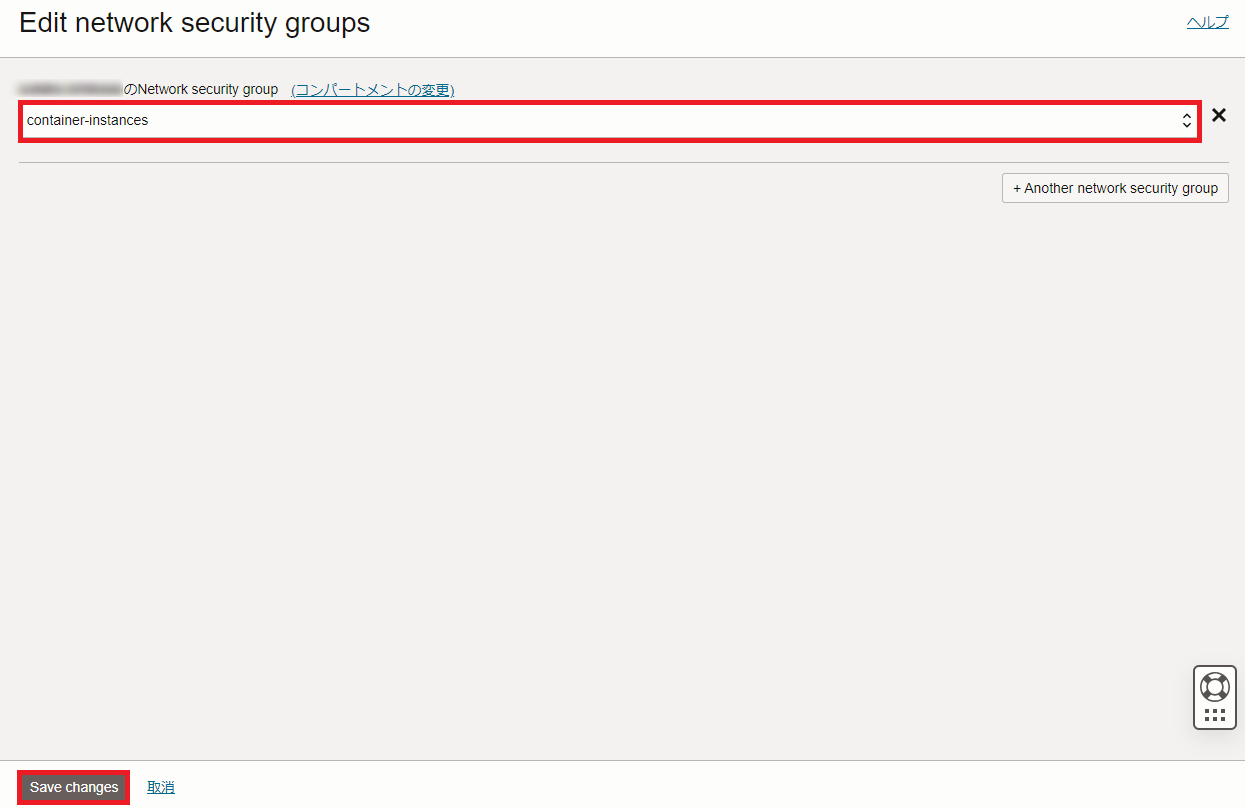 Edit network security groups
ヘルプ
のNetwork security group (コンパートメントの変更)
container-instances
+ Another network security group
Save changes
取消